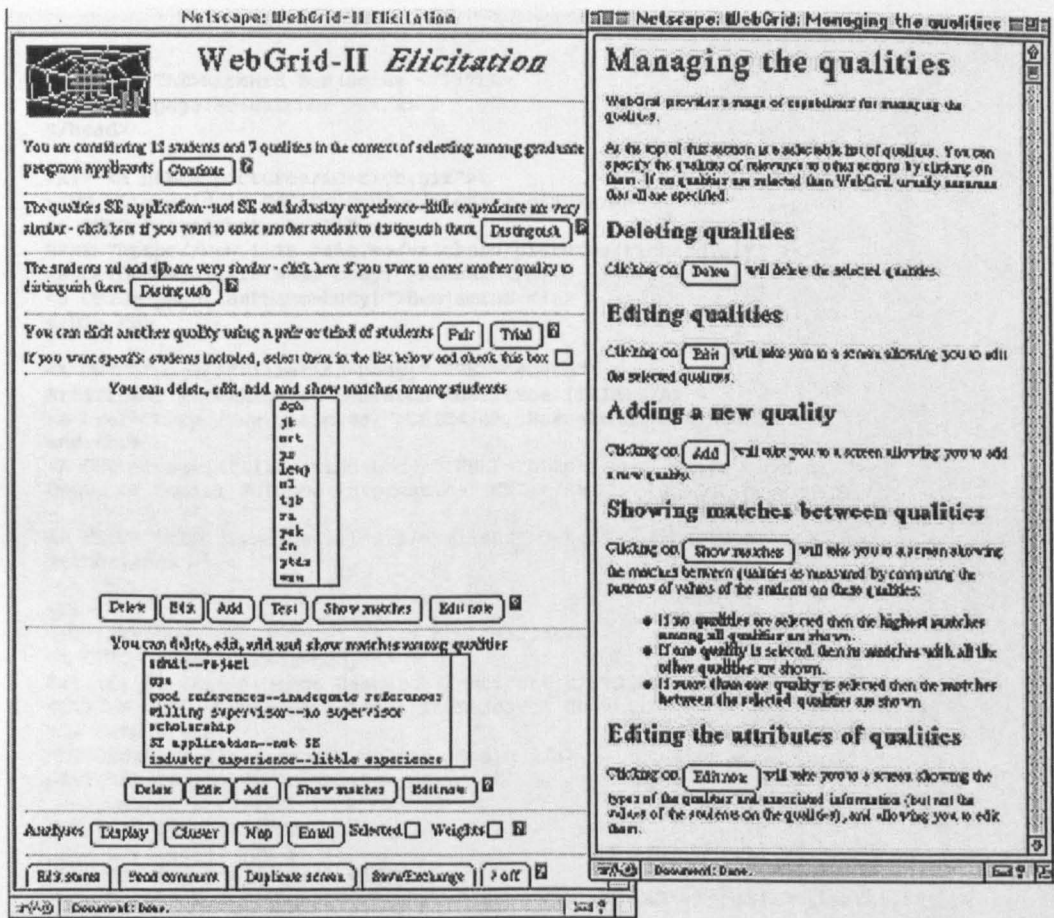 Netscape: WebGrid-II Elicitation
WebGrid-II Elicitation
You are considering 12 students and 7 qualities in the context of selecting among graduate
program applicants Continue ?
The qualities SE application--not SE and industry experience--little experience are very
similar - click here if you want to enter another student to distinguish them Distinguish ?
The students and tjb are very similar - click here if you want to enter another quality to
distinguish them Distinguish ?
You can elicit another quality using a pair or triad of students Pair Triad ?
If you want specific students included, select them in the list below and check this box
You can delete, edit, add and show matches among students
fgh
jk
mrt
tjb
ra
fn
Delete Edit Add Test Show matches Edit note ?
You can delete, edit, add and show matches among qualities
admit--reject
gpa
good references--inadequate references
willing supervisor--no supervisor
scholarship
SE application--not SE
industry experience--little experience
Delete Edit Add Show matches Edit note ?
Analyses Display Cluster Map Entail Selected Weights ?
Edit status Send comment Duplicate screen Save/Exchange ? off ?
Document: Done.
Netscape: WebGrid: Managing the qualities
Managing the qualities
WebGrid provides a range of capabilities for managing the
qualities.
At the top of this section is a selectable list of qualities. You can
specify the qualities of relevance to other actions by clicking on
them. If no qualities are selected then WebGrid usually assumes
that all are specified.
Deleting qualities
Clicking on Delete will delete the selected qualities.
Editing qualities
Clicking on Edit will take you to a screen allowing you to edit
the selected qualities.
Adding a new quality
Clicking on Add will take you to a screen allowing you to add
a new quality.
Showing matches between qualities
Clicking on Show matches will take you to a screen showing
the matches between qualities as measured by comparing the
patterns of values of the students on these qualities:
• If no qualities are selected then the highest matches
among all qualities are shown.
• If one quality is selected then its matches with all the
other qualities are shown.
• If more than one quality is selected then the matches
between the selected qualities are shown
Editing the attributes of qualities
Clicking on Edit note will take you to a screen showing the
types of the qualities and associated information (but not the
values of the students on the qualities), and allowing you to edit
them.
Document: Done.